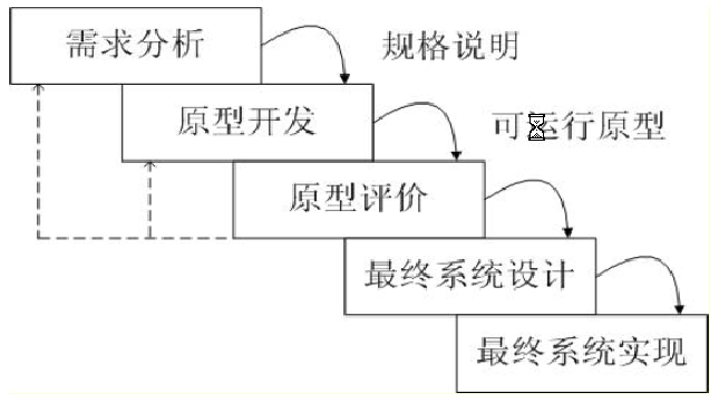 需求分析
规格说明
原型开发
可运行原型
原型评价
最终系统设计
最终系统实现